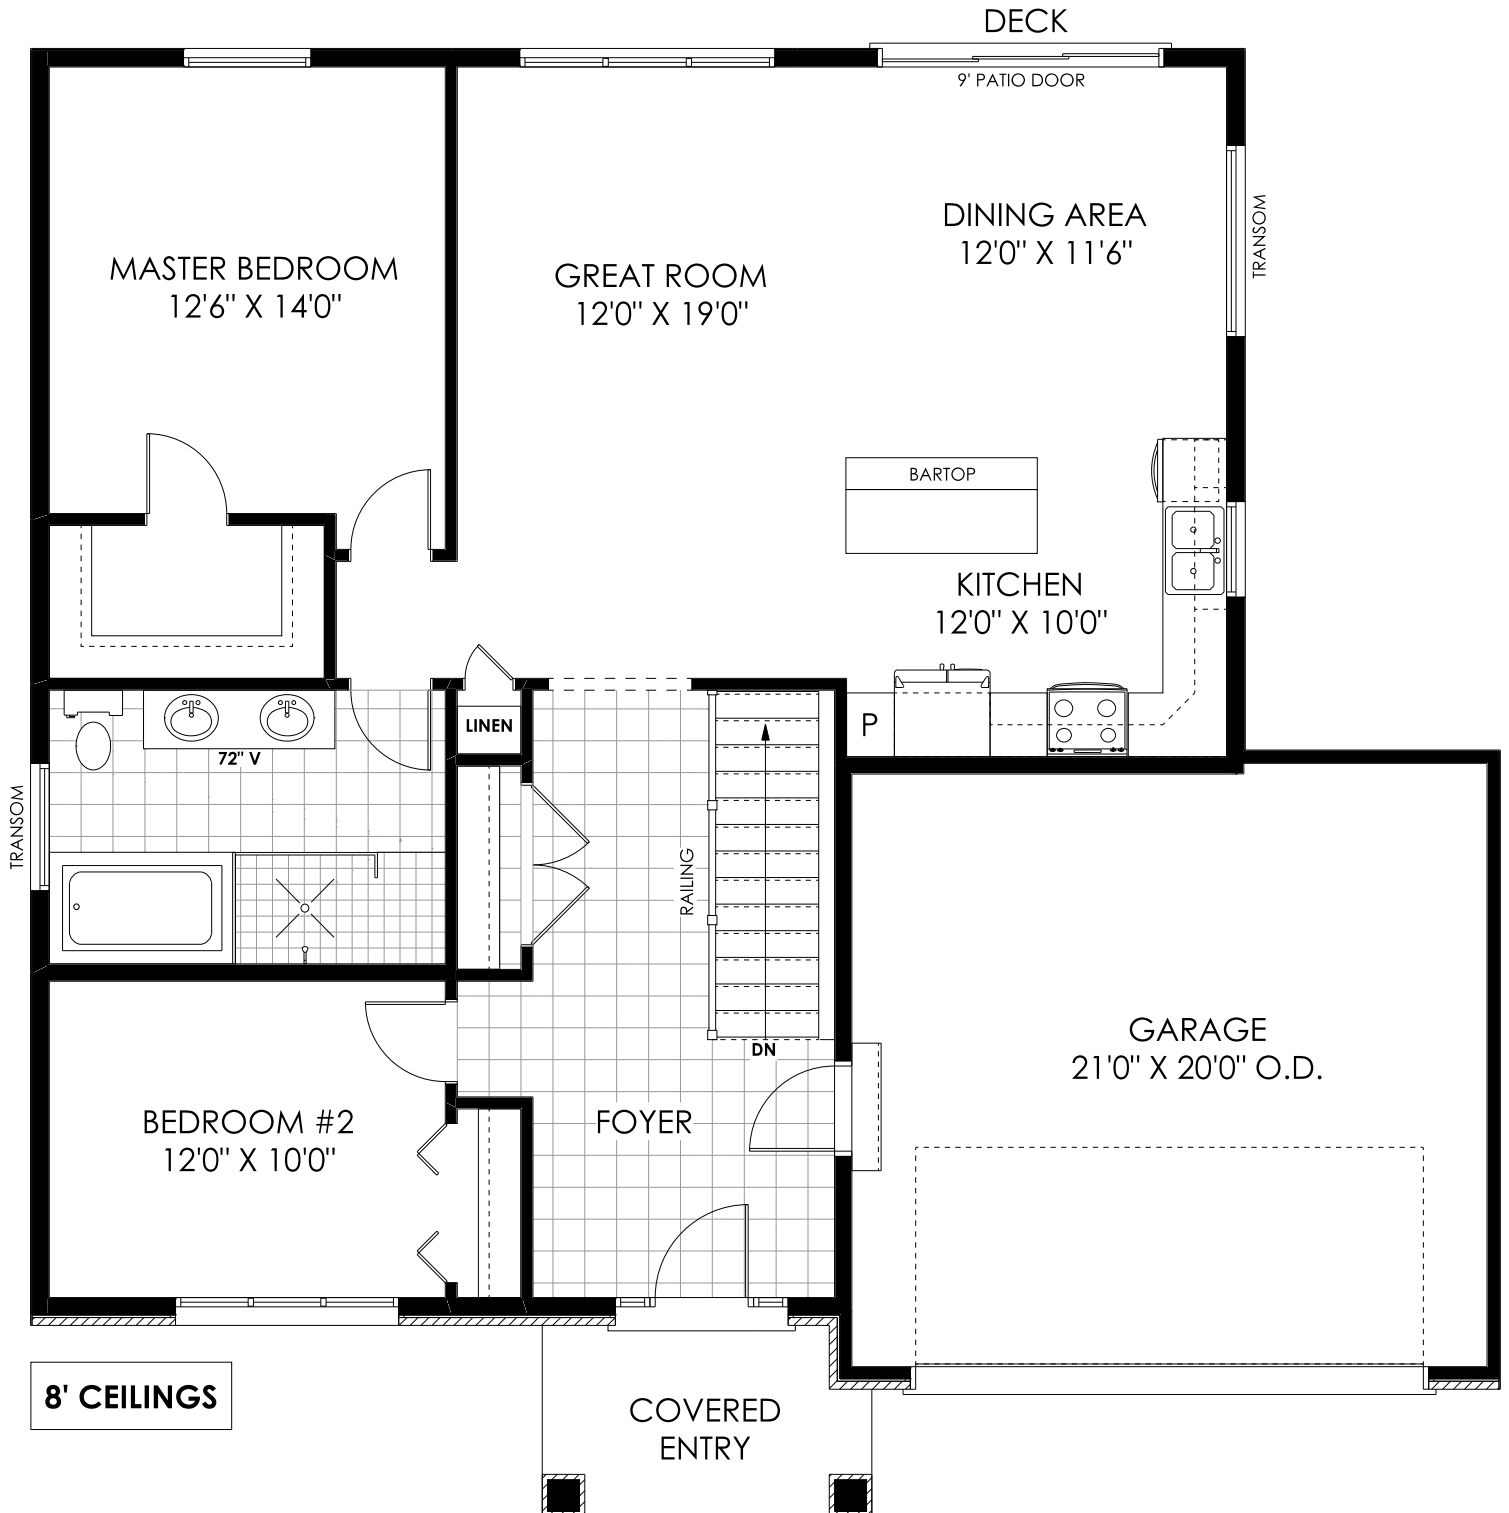 DECK
9' PATIO DOOR
DINING AREA
12'0" X 11'6"
TRANSOM
MASTER BEDROOM
12'6" X 14'0"
GREAT ROOM
12'0" X 19'0"
BARTOP
KITCHEN
12'0" X 10'0"
LINEN
P
72" V
TRANSOM
RAILING
DN
GARAGE
21'0" X 20'0" O.D.
BEDROOM #2
12'0" X 10'0"
FOYER
8' CEILINGS
COVERED
ENTRY